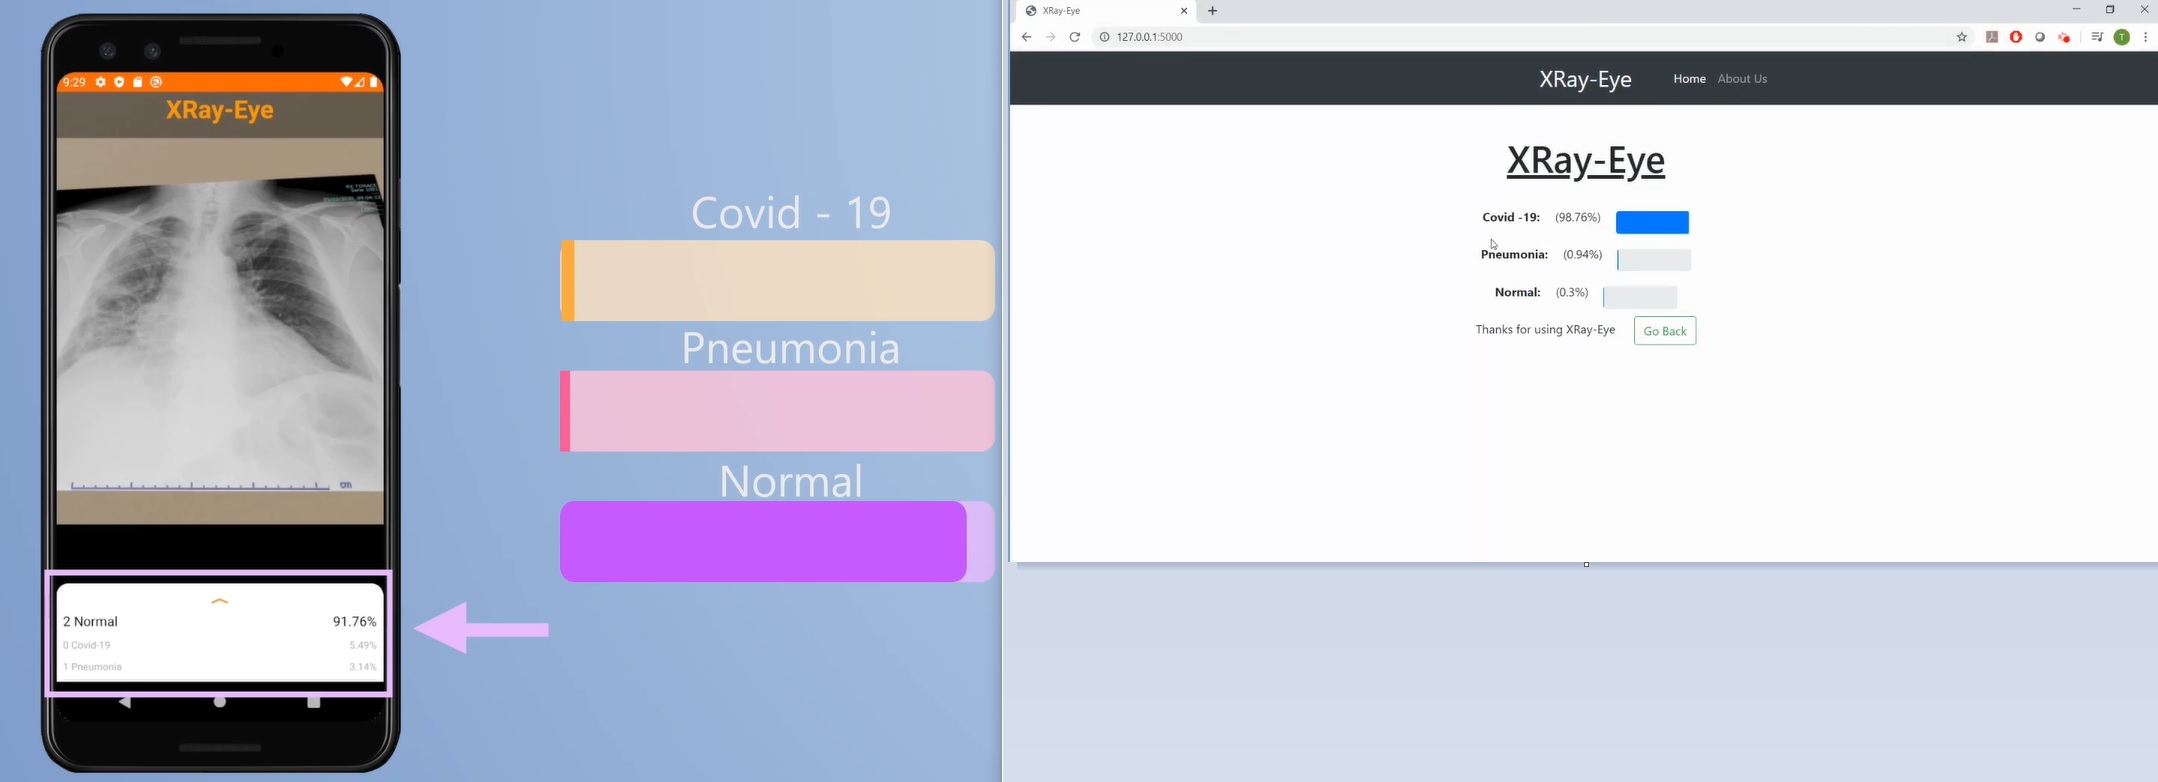 9:29
XRay-Eye
cm
2 Normal 91.76%
0 Covid-19 5.49%
1 Pneumonia 3.14%
Covid - 19
Pneumonia
Normal
XRay-Eye
127.0.0.1:5000
T
XRay-Eye Home About Us
XRay-Eye
Covid -19: (98.76%)
Pneumonia: (0.94%)
Normal: (0.3%)
Thanks for using XRay-Eye Go Back